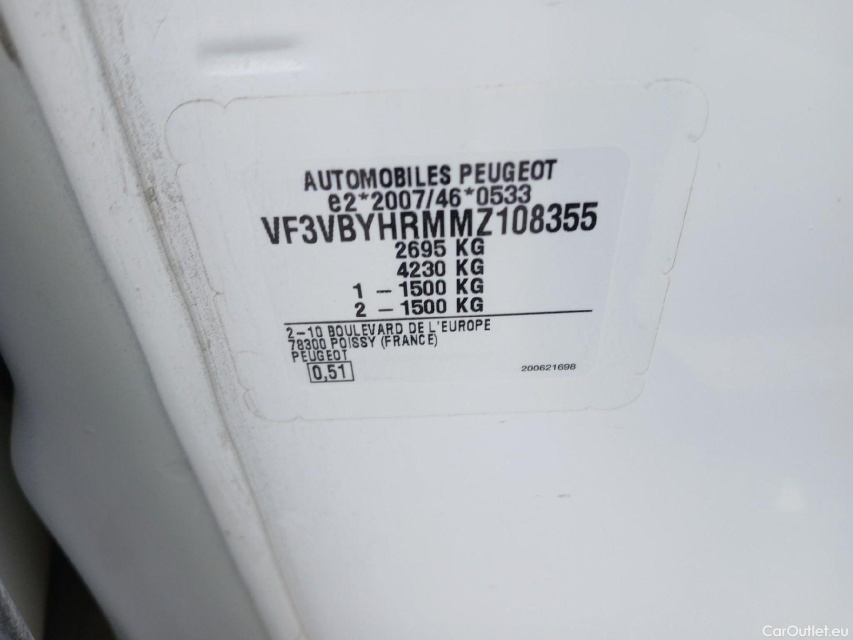 AUTOMOBILES PEUGEOT
e2*2007/46*0533
VF3VBYHRMMZ108355
2695 KG
4230 KG
1 – 1500 KG
2 – 1500 KG
2–10 BOULEVARD DE L'EUROPE
78300 POISSY (FRANCE)
PEUGEOT
0,51
200621698
CarOutlet.eu